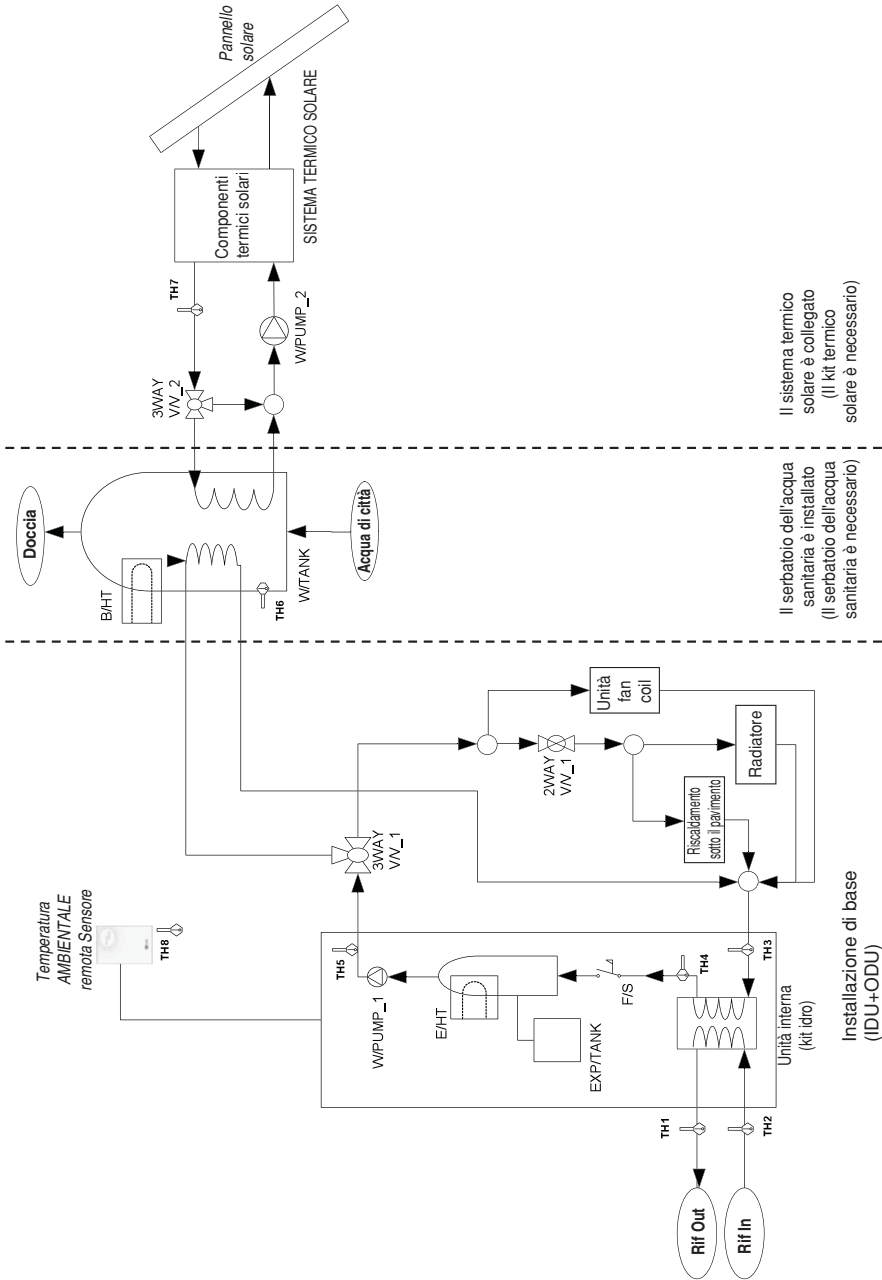 Pannello
solare
SISTEMA TERMICO SOLARE
Componenti
termici solari
TH7
W/PUMP_2
3WAY
V/V_2
Il sistema termico
solare è collegato
(Il kit termico
solare è necessario)
Doccia
B/HT
TH6
W/TANK
Acqua di città
Il serbatoio dell'acqua
sanitaria è installato
(Il serbatoio dell'acqua
sanitaria è necessario)
Temperatura
AMBIENTALE
remota Sensore
TH8
3WAY
V/V_1
Unità
fan
coil
2WAY
V/V_1
Radiatore
Riscaldamento
sotto il pavimento
TH5
W/PUMP_1
E/HT
EXP/TANK
F/S
TH4
TH3
Unità interna
(kit idro)
TH1
TH2
Rif Out
Rif In
Installazione di base
(IDU+ODU)